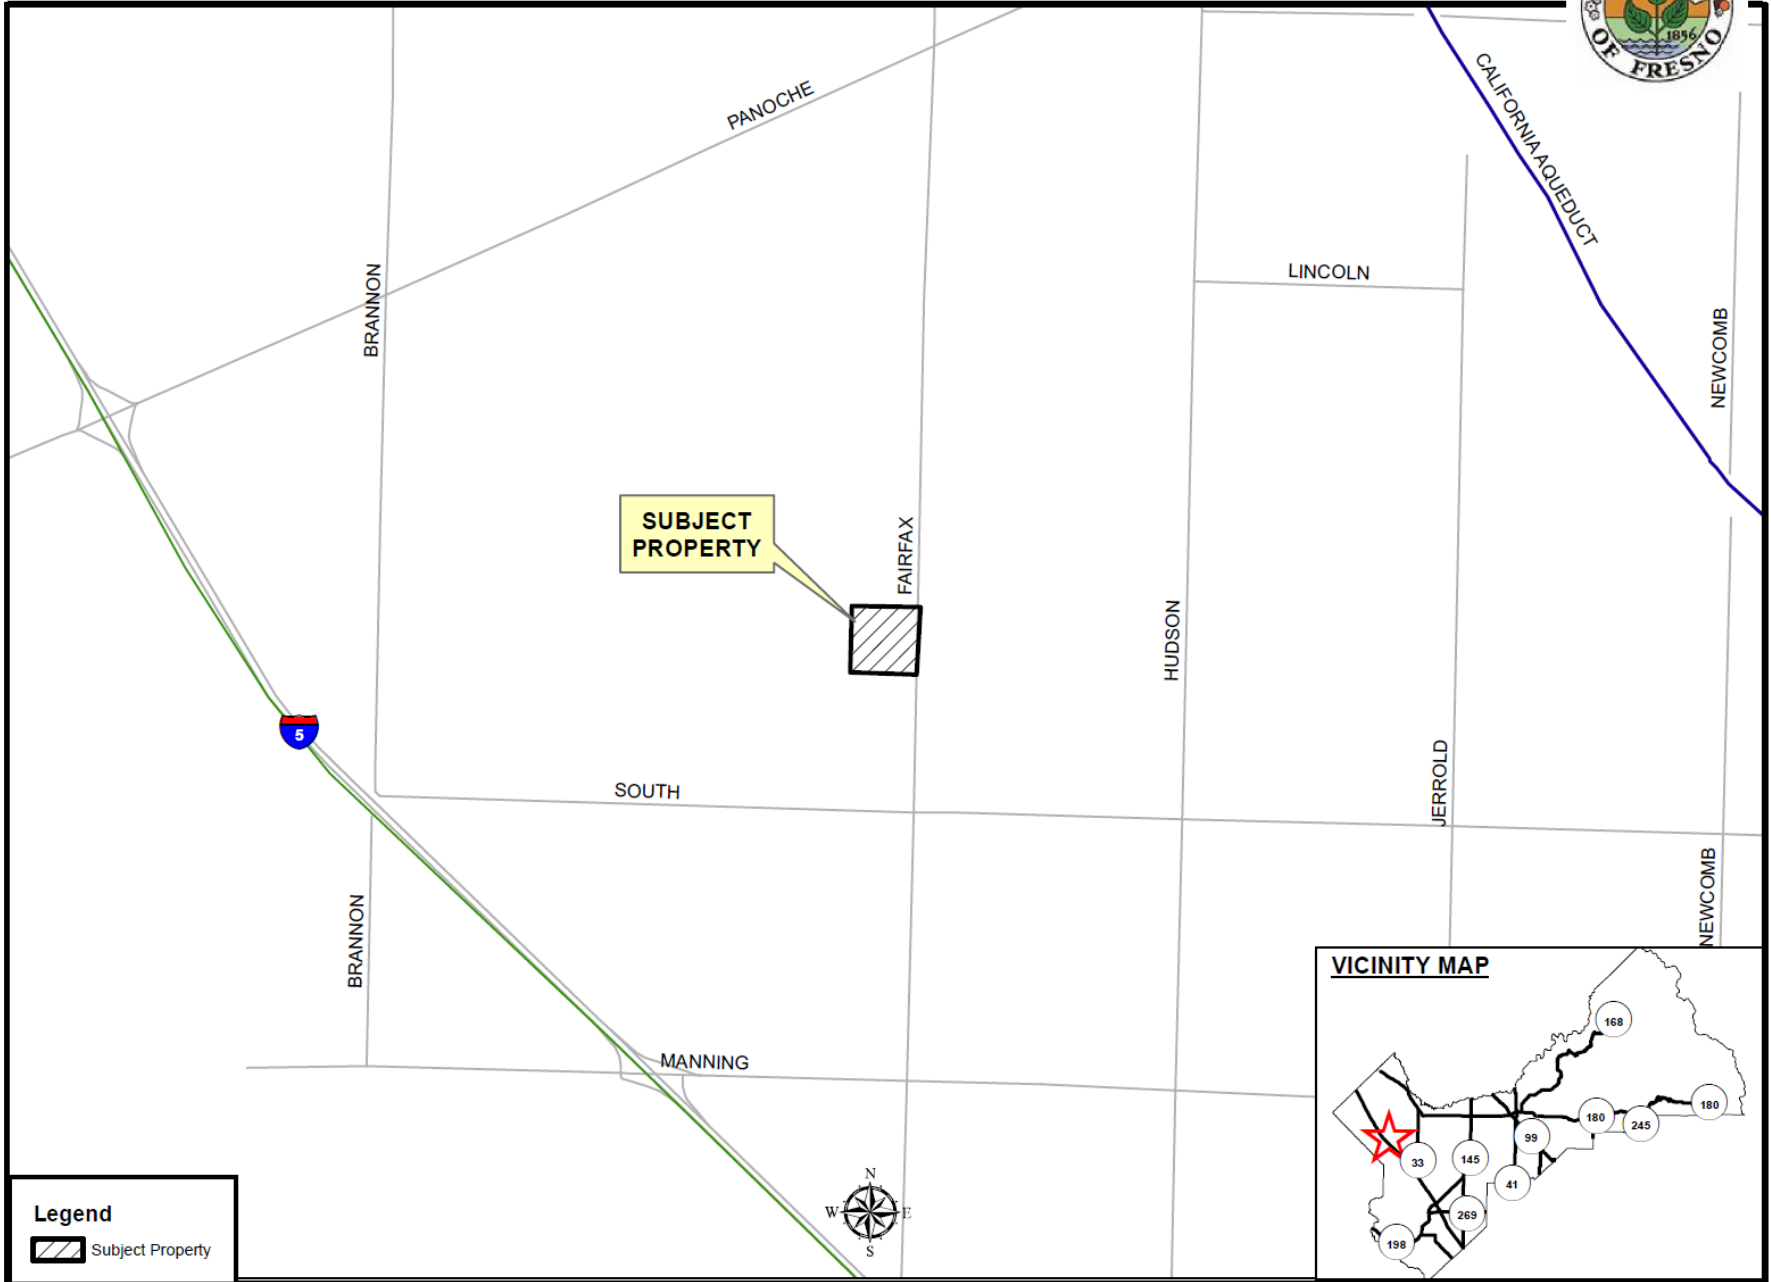 1856
OF FRESNO
CALIFORNIA AQUEDUCT
PANOCHE
BRANNON
LINCOLN
NEWCOMB
SUBJECT
PROPERTY
FAIRFAX
HUDSON
5
SOUTH
JERROLD
BRANNON
NEWCOMB
MANNING
VICINITY MAP
168
180
180
245
99
33
145
41
269
198
N
W
E
S
Legend
Subject Property